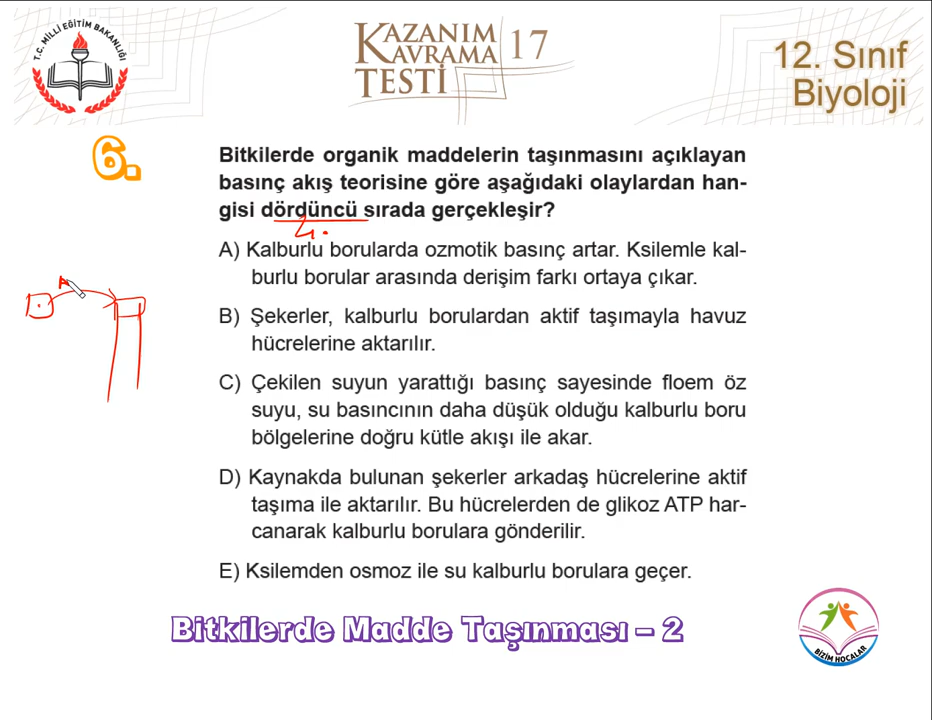 T.C. MİLLÎ EĞİTİM BAKANLIĞI
KAZANIM
KAVRAMA
TESTİ
17
12. Sınıf
Biyoloji
6.
Bitkilerde organik maddelerin taşınmasını açıklayan
basınç akış teorisine göre aşağıdaki olaylardan han-
gisi dördüncü sırada gerçekleşir?
4.
A) Kalburlu borularda ozmotik basınç artar. Ksilemle kal-
burlu borular arasında derişim farkı ortaya çıkar.
B) Şekerler, kalburlu borulardan aktif taşımayla havuz
hücrelerine aktarılır.
C) Çekilen suyun yarattığı basınç sayesinde floem öz
suyu, su basıncının daha düşük olduğu kalburlu boru
bölgelerine doğru kütle akışı ile akar.
D) Kaynakda bulunan şekerler arkadaş hücrelerine aktif
taşıma ile aktarılır. Bu hücrelerden de glikoz ATP har-
canarak kalburlu borulara gönderilir.
E) Ksilemden osmoz ile su kalburlu borulara geçer.
Bitkilerde Madde Taşınması – 2
BİZİM HOCALAR